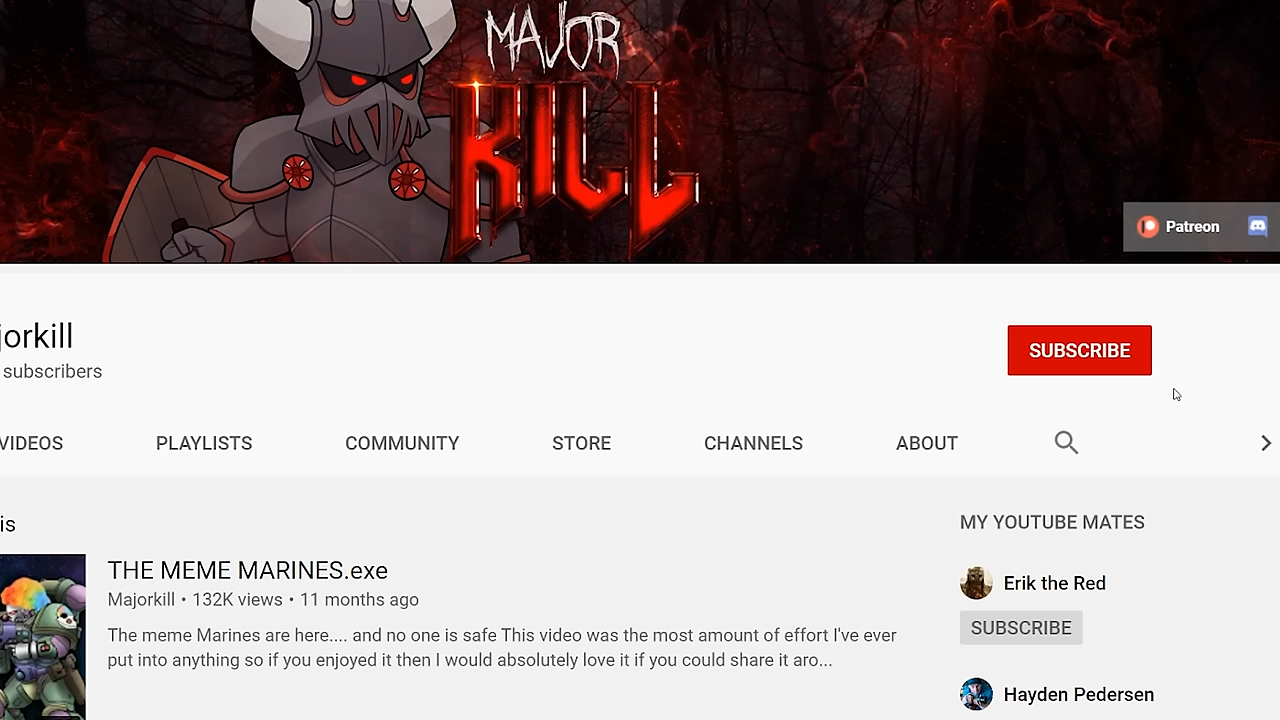 MAJOR
KILL
Patreon
jorkill
subscribers
SUBSCRIBE
VIDEOS PLAYLISTS COMMUNITY STORE CHANNELS ABOUT
is
MY YOUTUBE MATES
THE MEME MARINES.exe
Majorkill • 132K views • 11 months ago
Erik the Red
SUBSCRIBE
The meme Marines are here.... and no one is safe This video was the most amount of effort I've ever
put into anything so if you enjoyed it then I would absolutely love it if you could share it aro...
Hayden Pedersen